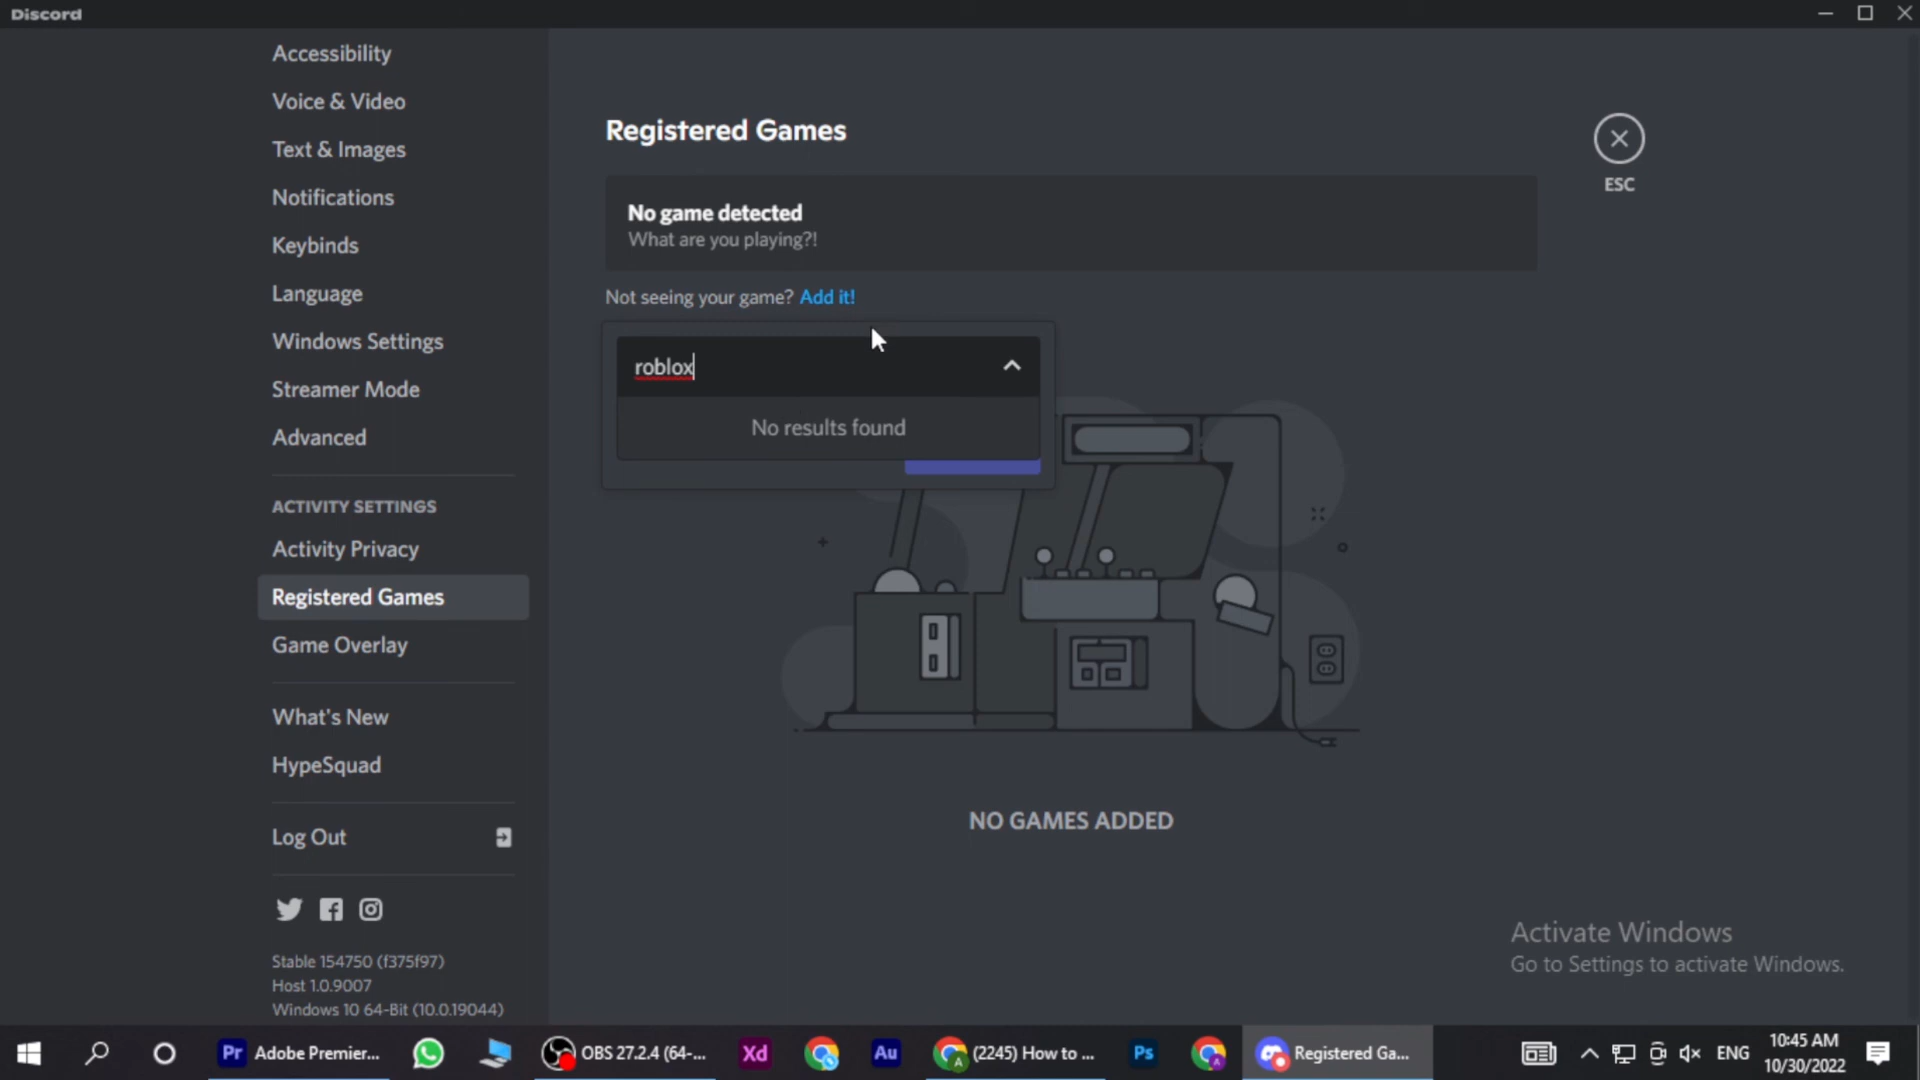 Discord
Accessibility
Voice & Video
Text & Images
Notifications
Keybinds
Language
Windows Settings
Streamer Mode
Advanced
ACTIVITY SETTINGS
Activity Privacy
Registered Games
Game Overlay
What's New
HypeSquad
Log Out
Stable 154750 (f375f97)
Host 1.0.9007
Windows 10 64-Bit (10.0.19044)
Registered Games
ESC
No game detected
What are you playing?!
Not seeing your game? Add it!
roblox
No results found
NO GAMES ADDED
Activate Windows
Go to Settings to activate Windows.
Pr Adobe Premier... OBS 27.2.4 (64-... Xd Au A (2245) How to ... Ps A Registered Ga... ENG 10:45 AM
10/30/2022